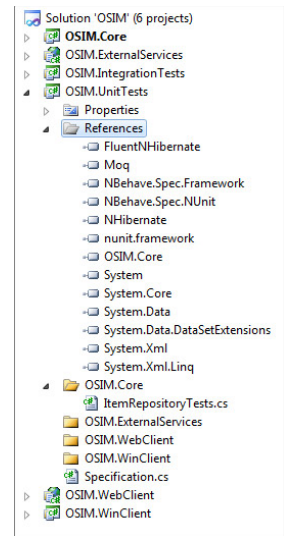 Solution 'OSIM' (6 projects)
OSIM.Core
OSIM.ExternalServices
OSIM.IntegrationTests
OSIM.UnitTests
Properties
References
FluentNHibernate
Moq
NBehave.Spec.Framework
NBehave.Spec.NUnit
NHibernate
nunit.framework
OSIM.Core
System
System.Core
System.Data
System.Data.DataSetExtensions
System.Xml
System.Xml.Linq
OSIM.Core
ItemRepositoryTests.cs
OSIM.ExternalServices
OSIM.WebClient
OSIM.WinClient
Specification.cs
OSIM.WebClient
OSIM.WinClient